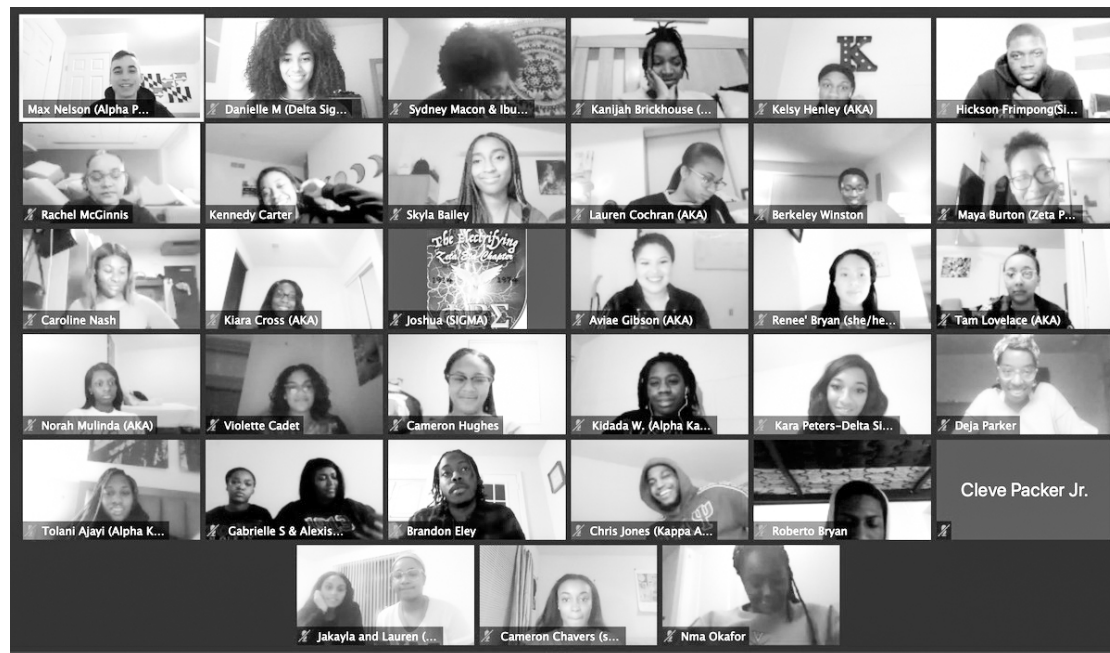 Max Nelson (Alpha P...
Danielle M (Delta Sig...
Sydney Macon & Ibu...
Kanijah Brickhouse (...
K
Kelsy Henley (AKA)
Hickson Frimpong(Si...
Rachel McGinnis
Kennedy Carter
Skyla Bailey
Lauren Cochran (AKA)
Berkeley Winston
Maya Burton (Zeta P...
Caroline Nash
Kiara Cross (AKA)
The Electrifying
Zeta Chapter
Σ
Joshua (SIGMA)
Aviae Gibson (AKA)
Renee' Bryan (she/he...
Tam Lovelace (AKA)
Norah Mulinda (AKA)
Violette Cadet
Cameron Hughes
Kidada W. (Alpha Ka...
Kara Peters-Delta Si...
Deja Parker
Tolani Ajayi (Alpha K...
Gabrielle S & Alexis...
Brandon Eley
Chris Jones (Kappa A...
Roberto Bryan
Cleve Packer Jr.
Jakayla and Lauren (...
Cameron Chavers (s...
Nma Okafor